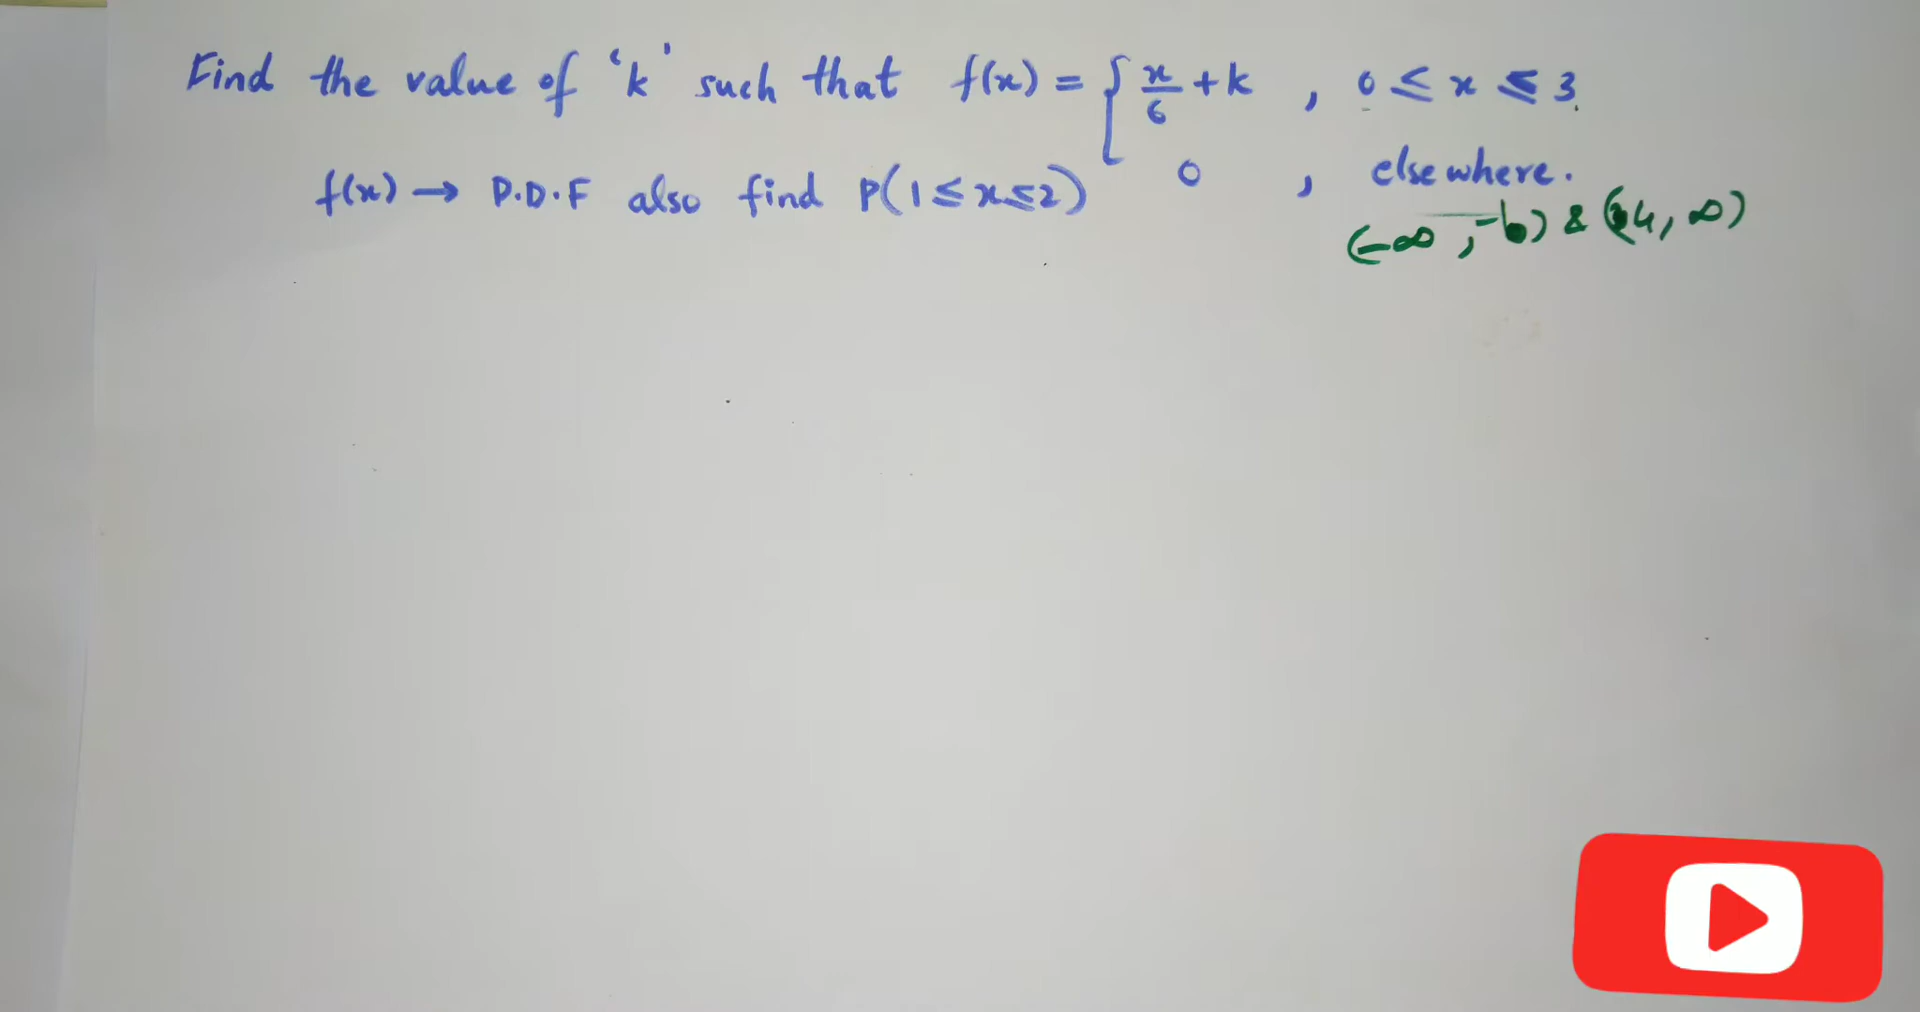 Find the value of 'k' such that f(x) = { x/6 + k , 0 ≤ x ≤ 3
0 , elsewhere.
f(x) → P.D.F also find P(1≤x≤2)
(-∞, ) & ( 4, ∞)